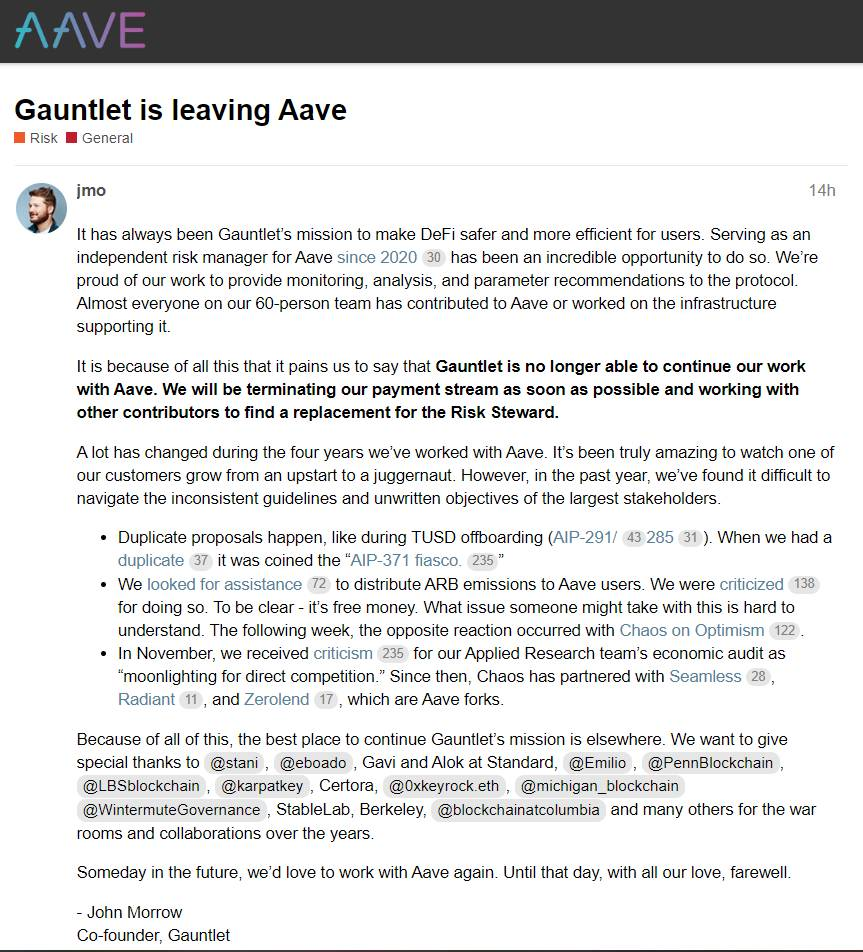 AAVE
Gauntlet is leaving Aave
Risk General
jmo 14h
It has always been Gauntlet’s mission to make DeFi safer and more efficient for users. Serving as an
independent risk manager for Aave since 2020 30 has been an incredible opportunity to do so. We’re
proud of our work to provide monitoring, analysis, and parameter recommendations to the protocol.
Almost everyone on our 60-person team has contributed to Aave or worked on the infrastructure
supporting it.
It is because of all this that it pains us to say that Gauntlet is no longer able to continue our work
with Aave. We will be terminating our payment stream as soon as possible and working with
other contributors to find a replacement for the Risk Steward.
A lot has changed during the four years we’ve worked with Aave. It’s been truly amazing to watch one of
our customers grow from an upstart to a juggernaut. However, in the past year, we’ve found it difficult to
navigate the inconsistent guidelines and unwritten objectives of the largest stakeholders.
• Duplicate proposals happen, like during TUSD offboarding (AIP-291/ 43 285 31 ). When we had a
duplicate 37 it was coined the “AIP-371 fiasco. 235 ”
• We looked for assistance 72 to distribute ARB emissions to Aave users. We were criticized 138
for doing so. To be clear - it’s free money. What issue someone might take with this is hard to
understand. The following week, the opposite reaction occurred with Chaos on Optimism 122 .
• In November, we received criticism 235 for our Applied Research team’s economic audit as
“moonlighting for direct competition.” Since then, Chaos has partnered with Seamless 28 ,
Radiant 11 , and Zerolend 17 , which are Aave forks.
Because of all of this, the best place to continue Gauntlet’s mission is elsewhere. We want to give
special thanks to @stani , @eboado , Gavi and Alok at Standard, @Emilio , @PennBlockchain ,
@LBSblockchain , @karpatkey , Certora, @0xkeyrock.eth , @michigan_blockchain
@WintermuteGovernance , StableLab, Berkeley, @blockchainatcolumbia and many others for the war
rooms and collaborations over the years.
Someday in the future, we’d love to work with Aave again. Until that day, with all our love, farewell.
- John Morrow
Co-founder, Gauntlet